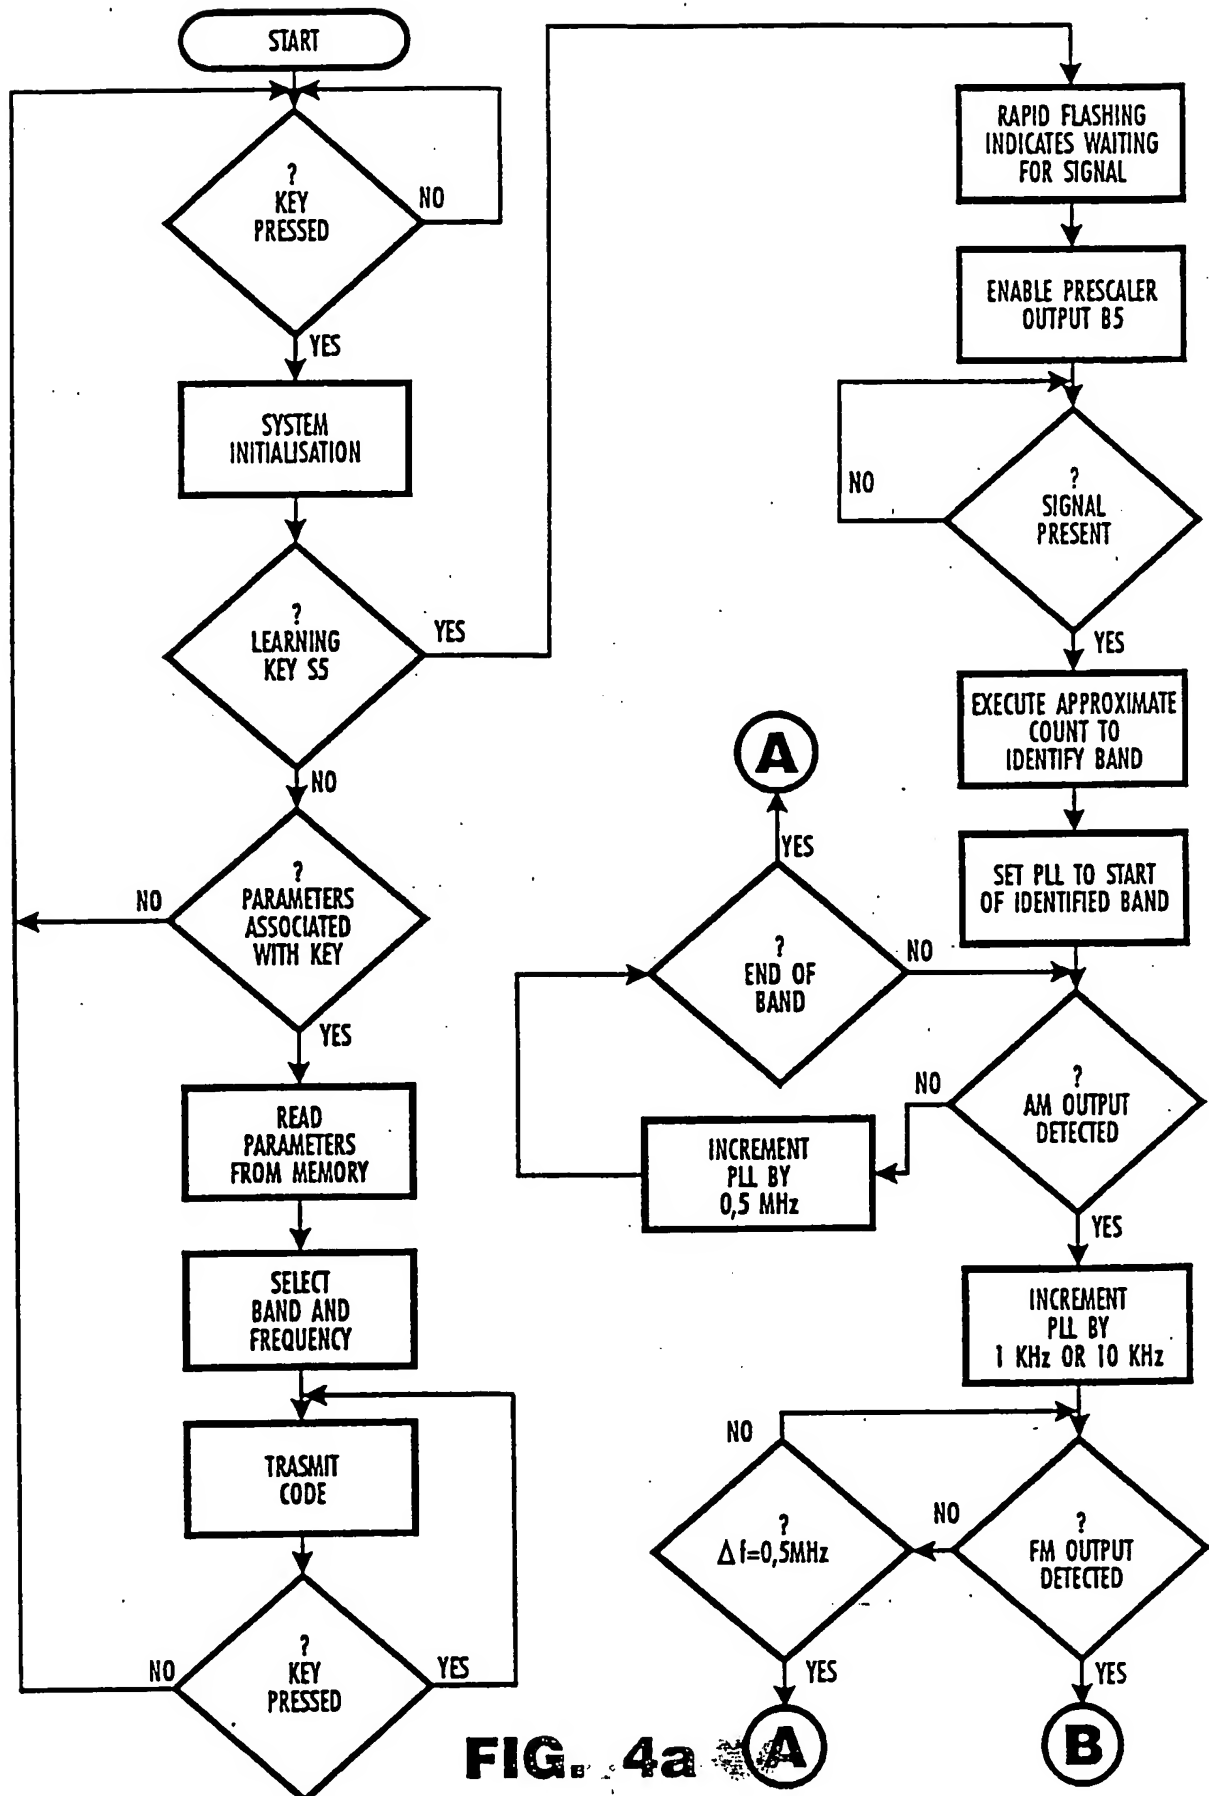 START
?
KEY
PRESSED
NO
YES
SYSTEM
INITIALISATION
?
LEARNING
KEY S5
YES
NO
?
PARAMETERS
ASSOCIATED
WITH KEY
NO
YES
READ
PARAMETERS
FROM MEMORY
SELECT
BAND AND
FREQUENCY
TRASMIT
CODE
?
KEY
PRESSED
NO
YES
RAPID FLASHING
INDICATES WAITING
FOR SIGNAL
ENABLE PRESCALER
OUTPUT B5
?
SIGNAL
PRESENT
NO
YES
EXECUTE APPROXIMATE
COUNT TO
IDENTIFY BAND
SET PLL TO START
OF IDENTIFIED BAND
A
YES
?
END OF
BAND
NO
?
AM OUTPUT
DETECTED
NO
YES
INCREMENT
PLL BY
0,5 MHz
INCREMENT
PLL BY
1 KHz OR 10 KHz
?
FM OUTPUT
DETECTED
NO
YES
?
Δf=0,5MHz
NO
YES
A
B
FIG. 4a